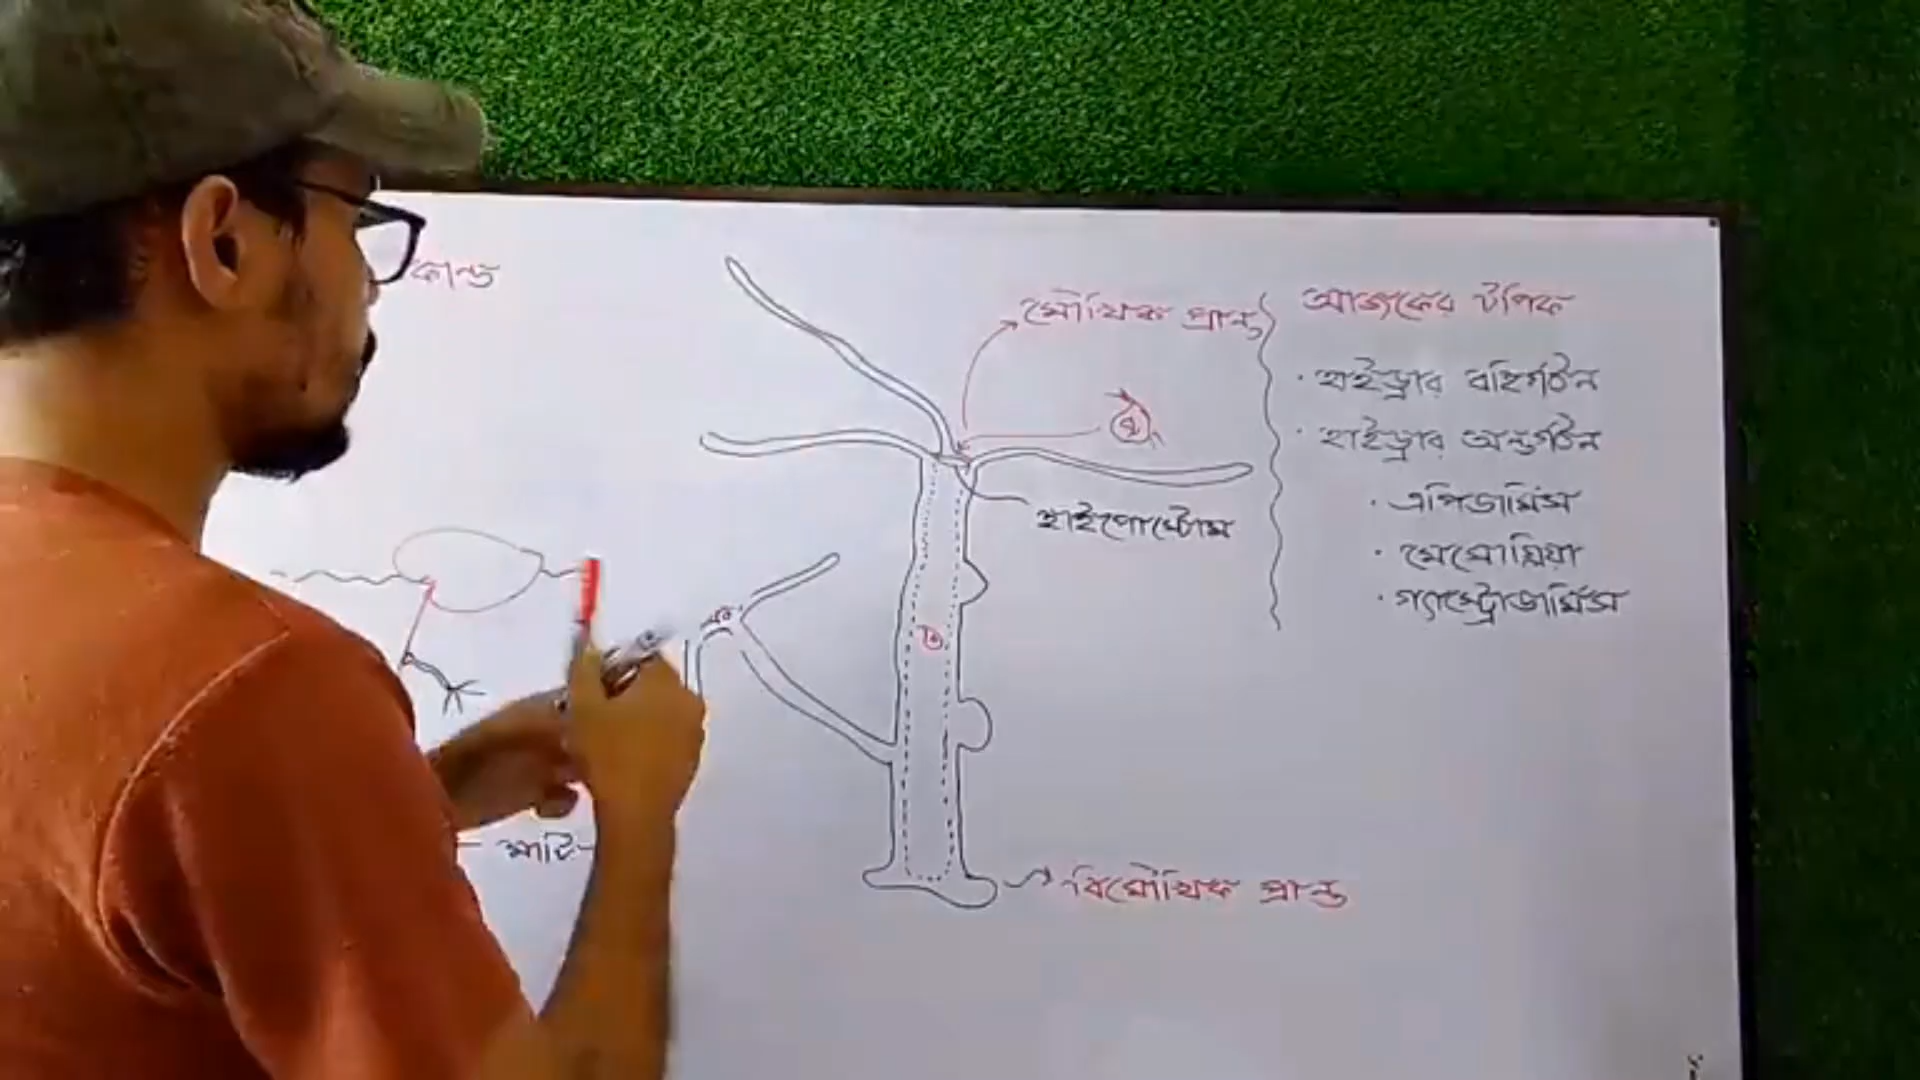 কান্ড
মৌখিক প্রান্ত
হাইপোস্টোম
মাটি
বিমৌখিক প্রান্ত
আজকের টপিক
· হাইড্রার বহির্গঠন
· হাইড্রার অন্তর্গঠন
· এপিডার্মিস
· মেসোগ্লিয়া
· গ্যাস্ট্রোডার্মিস